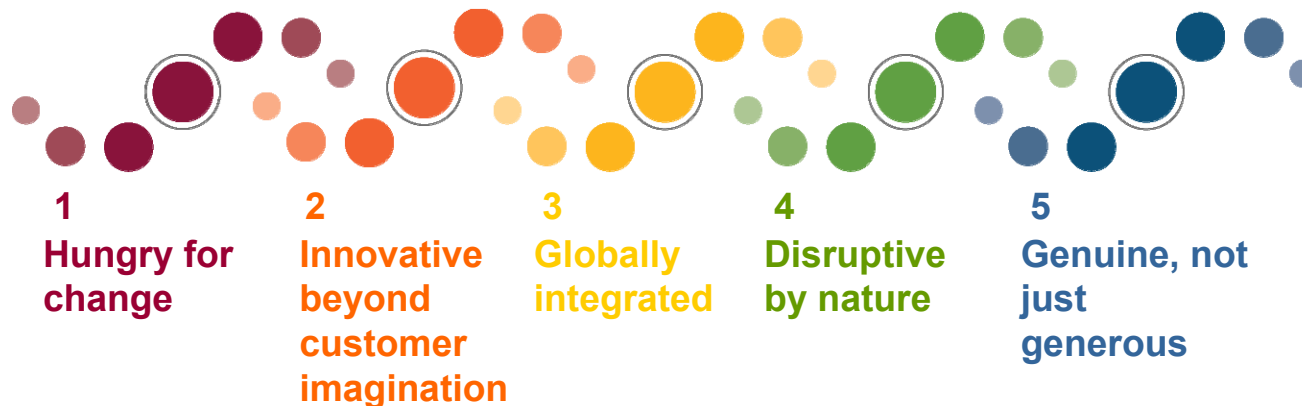 1
Hungry for
change
2
Innovative
beyond
customer
imagination
3
Globally
integrated
4
Disruptive
by nature
5
Genuine, not
just
generous